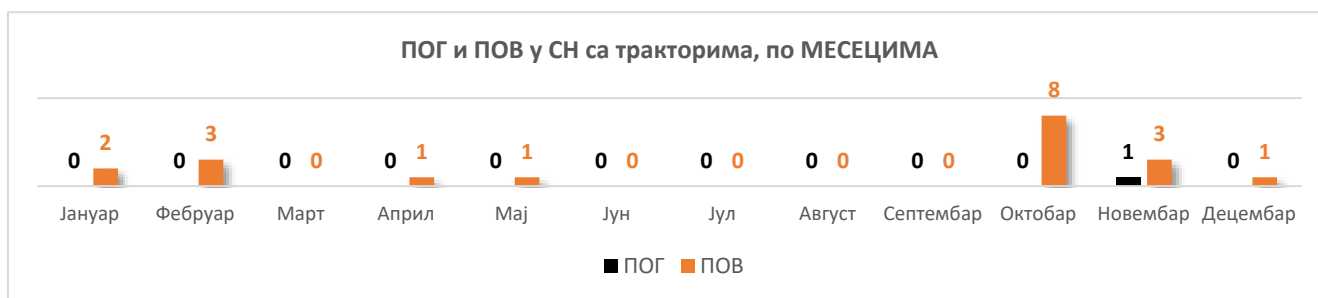 ПОГ и ПОВ у СН са тракторима, по МЕСЕЦИМА
0 2 0 3 0 0 0 1 0 1 0 0 0 0 0 0 0 0 0 8 1 3 0 1
Јануар Фебруар Март Април Мај Јун Јул Август Септембар Октобар Новембар Децембар
ПОГ ПОВ